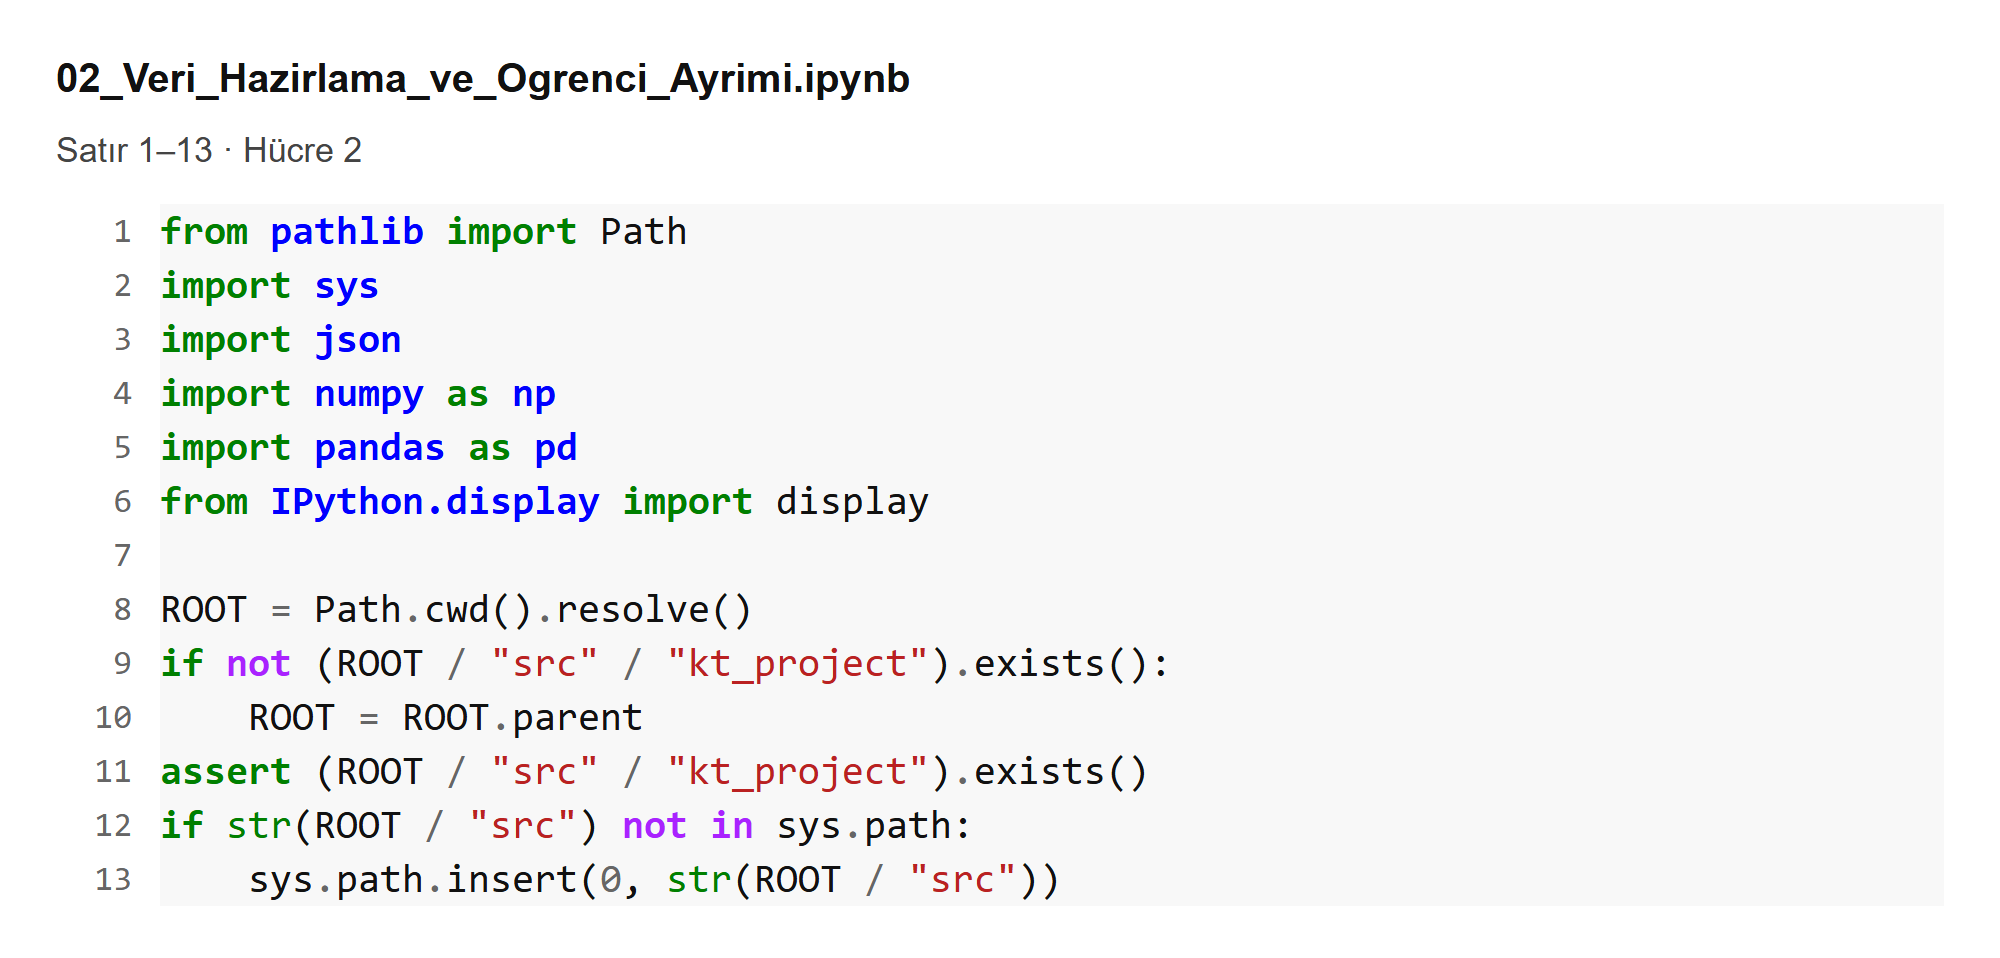 02_Veri_Hazirlama_ve_Ogrenci_Ayrimi.ipynb
Satır 1–13 · Hücre 2
1 from pathlib import Path
2 import sys
3 import json
4 import numpy as np
5 import pandas as pd
6 from IPython.display import display
7
8 ROOT = Path.cwd().resolve()
9 if not (ROOT / "src" / "kt_project").exists():
10     ROOT = ROOT.parent
11 assert (ROOT / "src" / "kt_project").exists()
12 if str(ROOT / "src") not in sys.path:
13     sys.path.insert(0, str(ROOT / "src"))